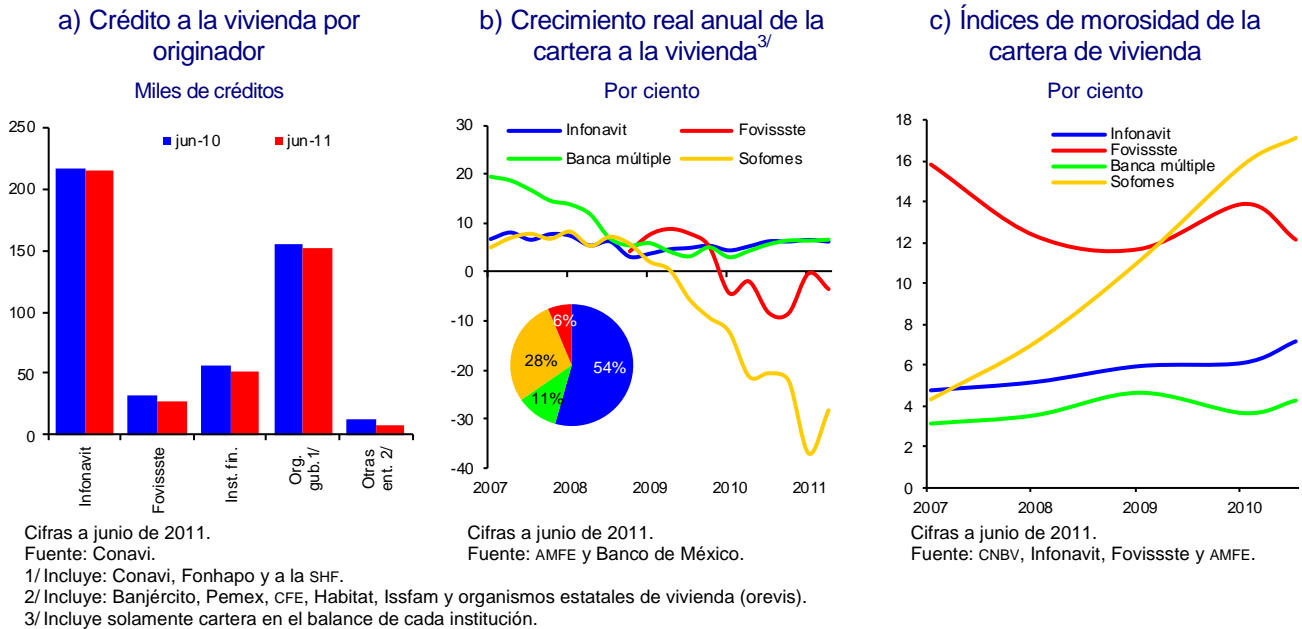 a) Crédito a la vivienda por
originador
Miles de créditos
250
200
150
100
50
0
jun-10
jun-11
Infonavit
Fovissste
Inst. fin.
Org.
gub. 1/
Otras
ent. 2/
Cifras a junio de 2011.
Fuente: Conavi.
1/ Incluye: Conavi, Fonhapo y a la SHF.
2/ Incluye: Banjército, Pemex, CFE, Habitat, Issfam y organismos estatales de vivienda (orevis).
3/ Incluye solamente cartera en el balance de cada institución.
b) Crecimiento real anual de la
cartera a la vivienda3/
Por ciento
30
20
10
0
-10
-20
-30
-40
Infonavit
Fovissste
Banca múltiple
Sofomes
6%
28%
54%
11%
2007
2008
2009
2010
2011
Cifras a junio de 2011.
Fuente: AMFE y Banco de México.
c) Índices de morosidad de la
cartera de vivienda
Por ciento
18
16
14
12
10
8
6
4
2
0
Infonavit
Fovissste
Banca múltiple
Sofomes
2007
2008
2009
2010
Cifras a junio de 2011.
Fuente: CNBV, Infonavit, Fovissste y AMFE.